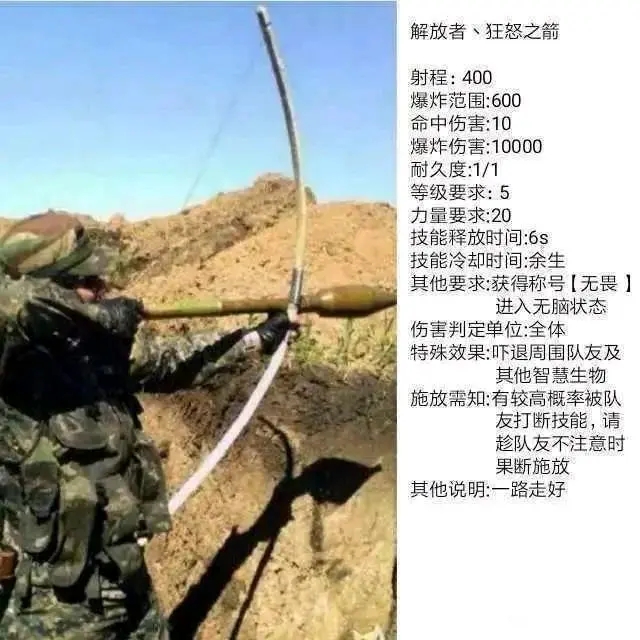 解放者、狂怒之箭
射程：400
爆炸范围:600
命中伤害:10
爆炸伤害:10000
耐久度:1/1
等级要求：5
力量要求:20
技能释放时间:6s
技能冷却时间:余生
其他要求:获得称号【无畏】
进入无脑状态
伤害判定单位:全体
特殊效果:吓退周围队友及
其他智慧生物
施放需知:有较高概率被队
友打断技能，请
趁队友不注意时
果断施放
其他说明:一路走好